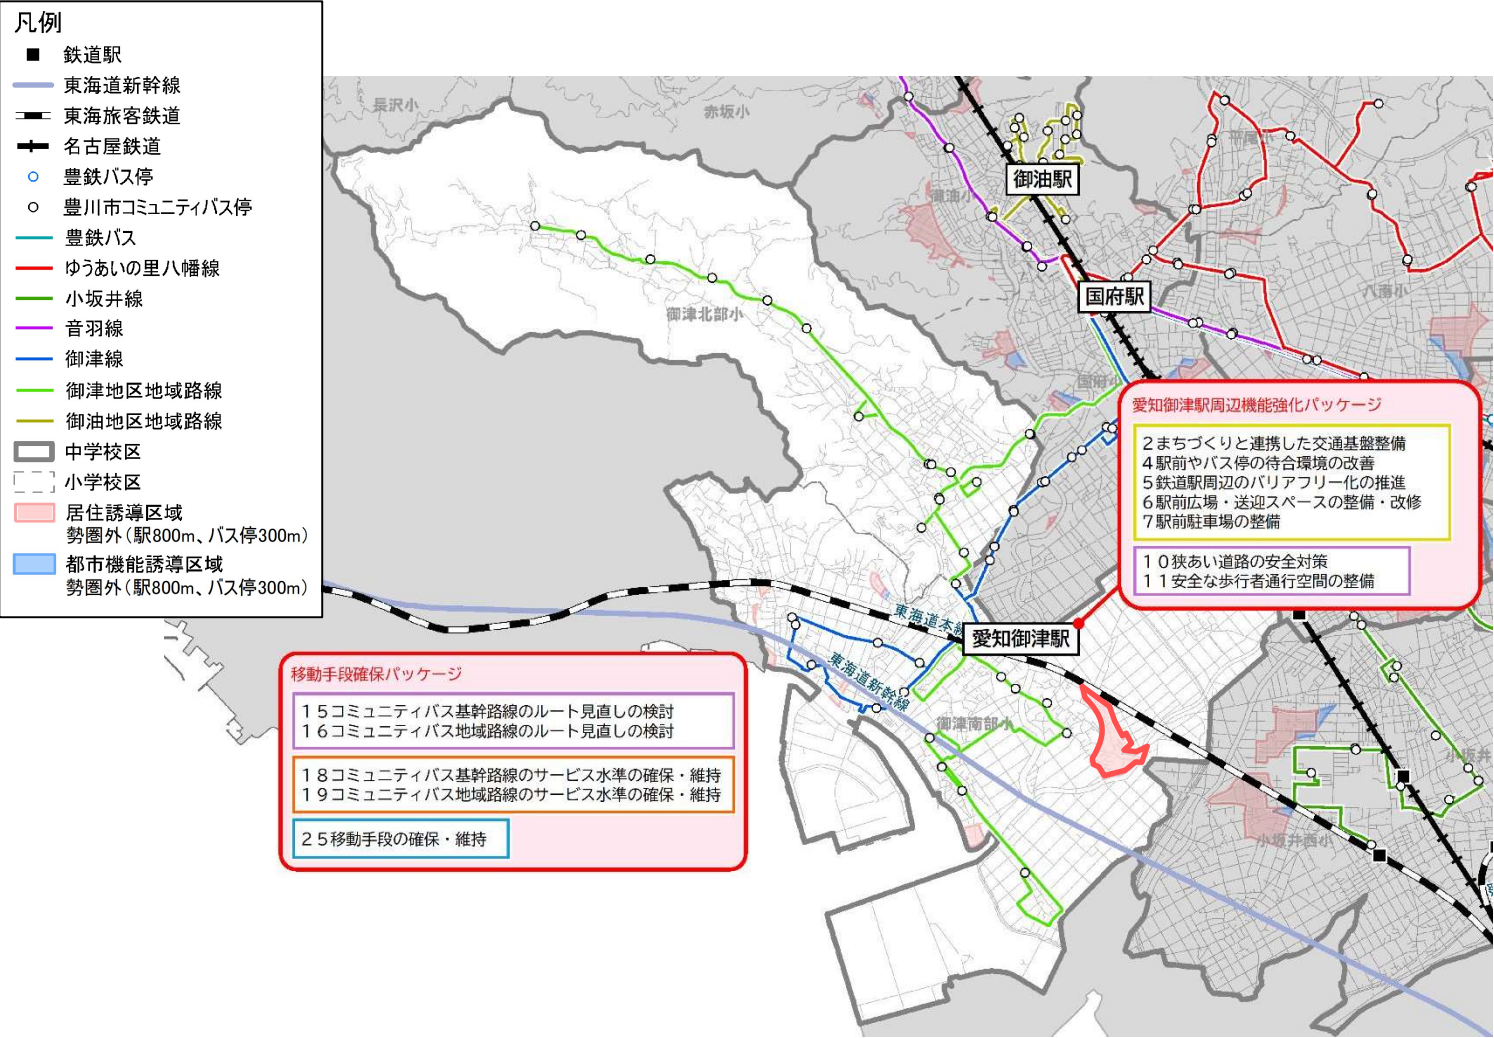 凡例
鉄道駅
東海道新幹線
東海旅客鉄道
名古屋鉄道
豊鉄バス停
豊川市コミュニティバス停
豊鉄バス
ゆうあいの里八幡線
小坂井線
音羽線
御津線
御津地区地域路線
御油地区地域路線
中学校区
小学校区
居住誘導区域
勢圏外（駅800m、バス停300m）
都市機能誘導区域
勢圏外（駅800m、バス停300m）
長沢小
赤坂小
平尾小
御油駅
御油小
国府駅
八南小
御津北部小
国府小
愛知御津駅周辺機能強化パッケージ
2まちづくりと連携した交通基盤整備
4駅前やバス停の待合環境の改善
5鉄道駅周辺のバリアフリー化の推進
6駅前広場・送迎スペースの整備・改修
7駅前駐車場の整備
１０狭あい道路の安全対策
１１安全な歩行者通行空間の整備
東海道本線
愛知御津駅
東海道新幹線
御津南部小
小坂井
小坂井西小
移動手段確保パッケージ
１５コミュニティバス基幹路線のルート見直しの検討
１６コミュニティバス地域路線のルート見直しの検討
１８コミュニティバス基幹路線のサービス水準の確保・維持
１９コミュニティバス地域路線のサービス水準の確保・維持
２５移動手段の確保・維持